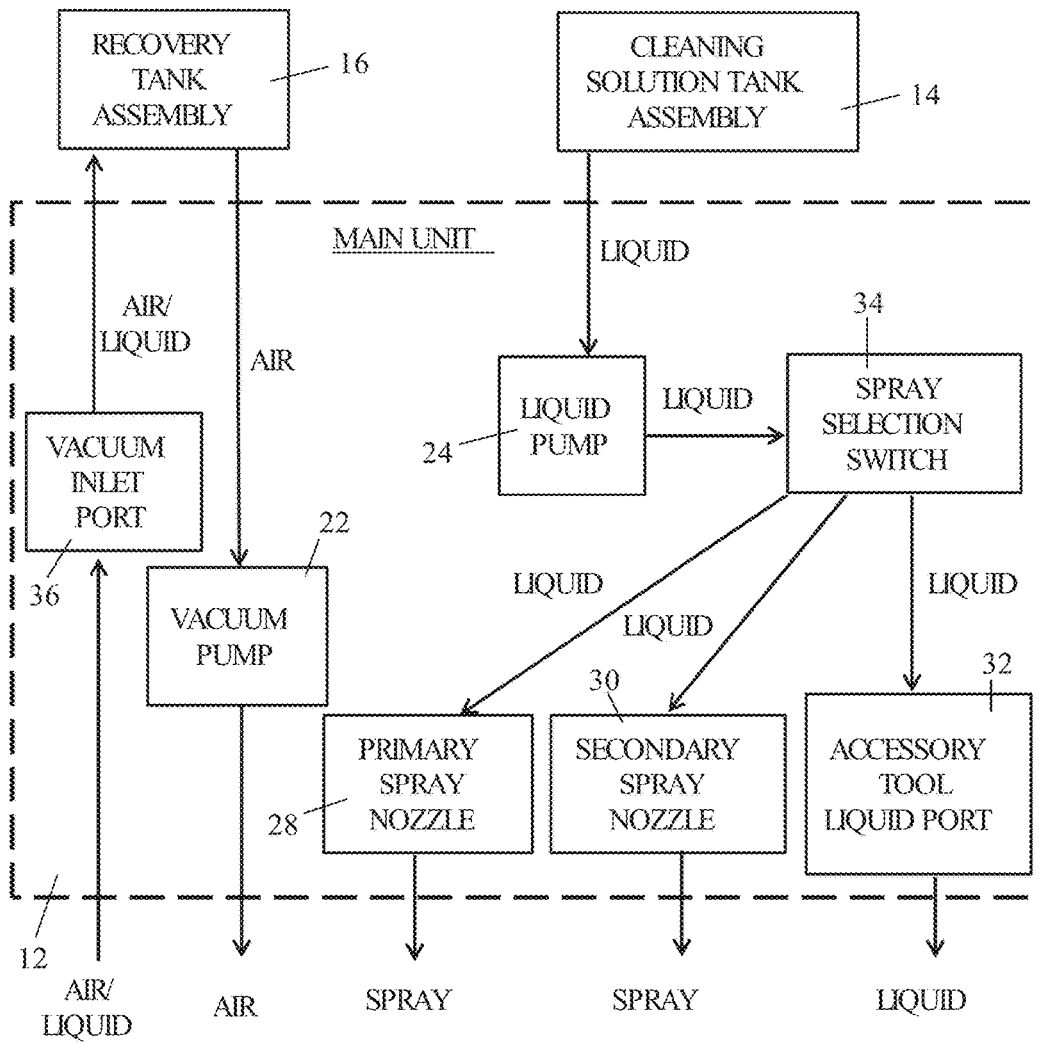 RECOVERY
TANK
ASSEMBLY
16
CLEANING
SOLUTION TANK
ASSEMBLY
14
MAIN UNIT
LIQUID
AIR/
LIQUID
AIR
34
LIQUID
PUMP
24
LIQUID
SPRAY
SELECTION
SWITCH
VACUUM
INLET
PORT
36
22
VACUUM
PUMP
LIQUID
LIQUID
LIQUID
30
32
PRIMARY
SPRAY
NOZZLE
28
SECONDARY
SPRAY
NOZZLE
ACCESSORY
TOOL
LIQUID PORT
12
AIR/
LIQUID
AIR
SPRAY
SPRAY
LIQUID